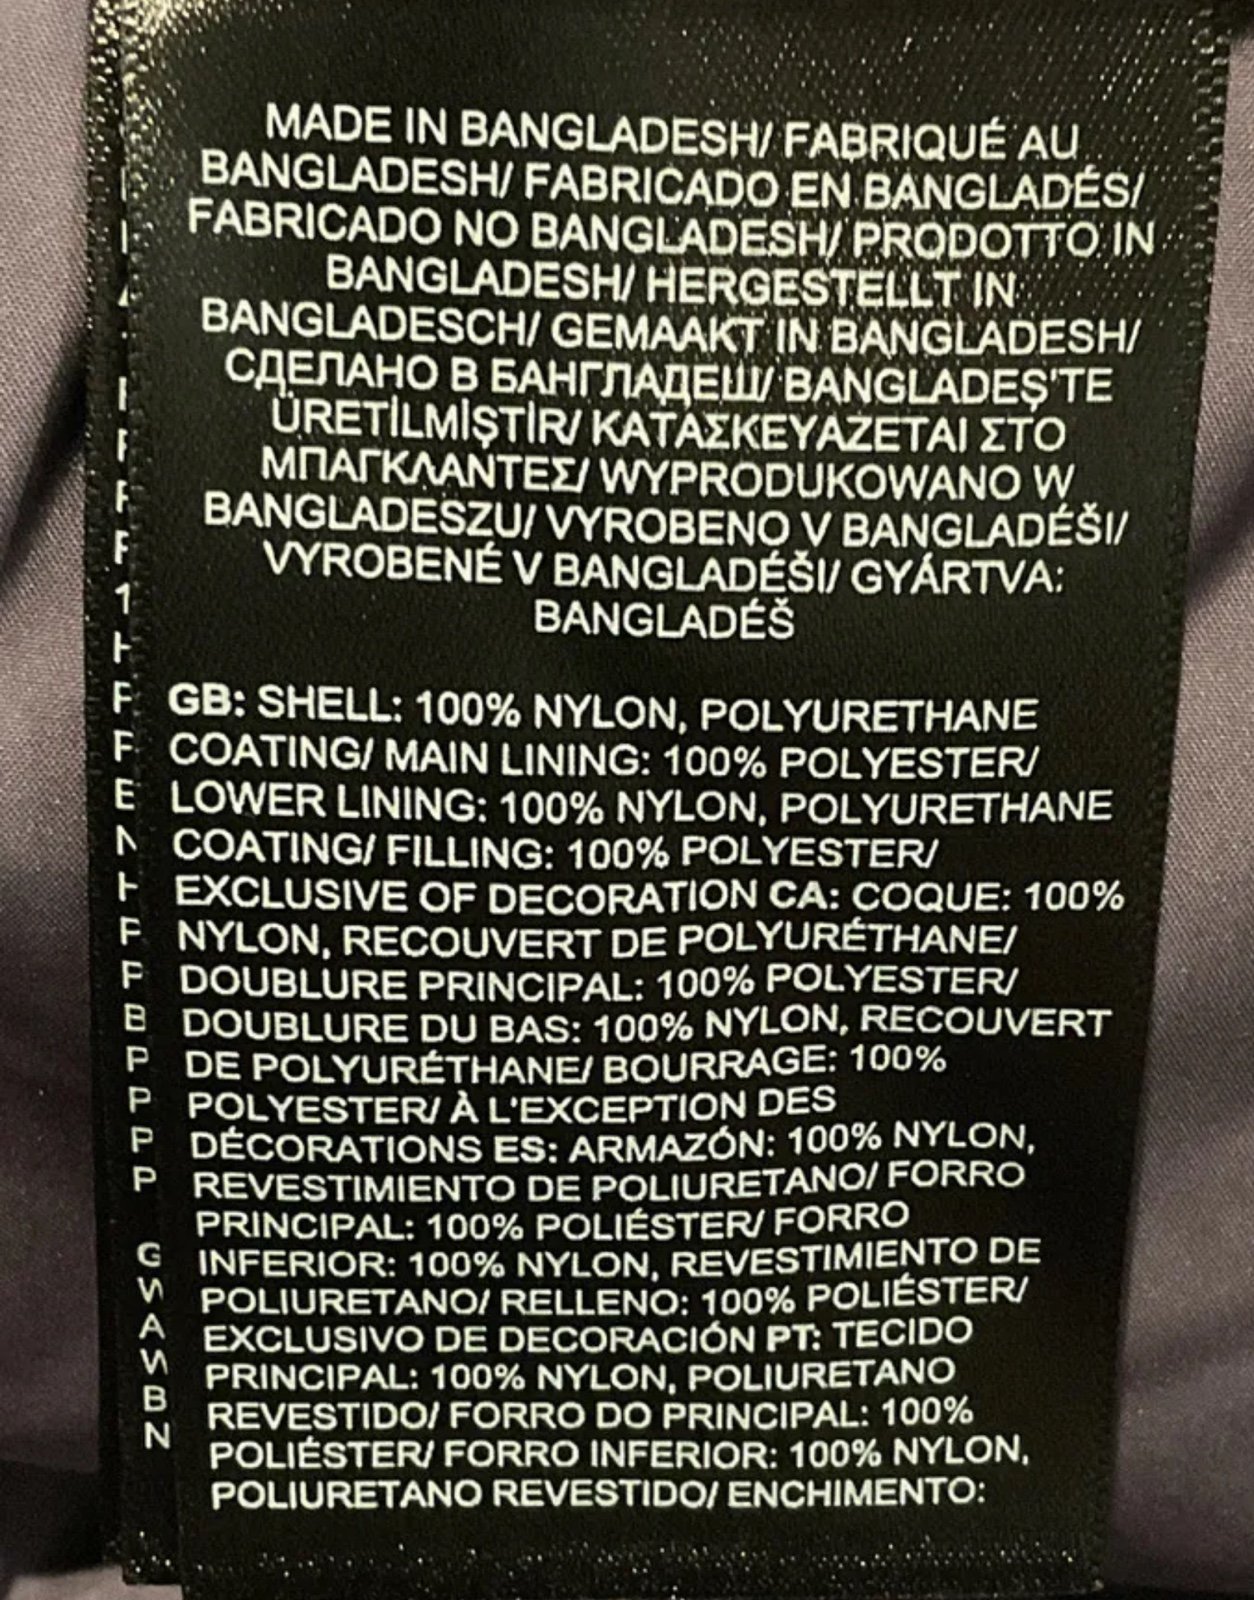 MADE IN BANGLADESH/ FABRIQUÉ AU
BANGLADESH/ FABRICADO EN BANGLADÉS/
FABRICADO NO BANGLADESH/ PRODOTTO IN
BANGLADESH/ HERGESTELLT IN
BANGLADESCH/ GEMAAKT IN BANGLADESH/
СДЕЛАНО В БАНГЛАДЕШ/ BANGLADEŞ'TE
ÜRETİLMİŞTİR/ ΚΑΤΑΣΚΕΥΑΖΕΤΑΙ ΣΤΟ
ΜΠΑΓΚΛΑΝΤΕΣ/ WYPRODUKOWANO W
BANGLADESZU/ VYROBENO V BANGLADÉŠI/
VYROBENÉ V BANGLADÉŠI/ GYÁRTVA:
BANGLADÉŠ
GB: SHELL: 100% NYLON, POLYURETHANE
COATING/ MAIN LINING: 100% POLYESTER/
LOWER LINING: 100% NYLON, POLYURETHANE
COATING/ FILLING: 100% POLYESTER/
EXCLUSIVE OF DECORATION CA: COQUE: 100%
NYLON, RECOUVERT DE POLYURÉTHANE/
DOUBLURE PRINCIPAL: 100% POLYESTER/
DOUBLURE DU BAS: 100% NYLON, RECOUVERT
DE POLYURÉTHANE/ BOURRAGE: 100%
POLYESTER/ À L'EXCEPTION DES
DÉCORATIONS ES: ARMAZÓN: 100% NYLON,
REVESTIMIENTO DE POLIURETANO/ FORRO
PRINCIPAL: 100% POLIÉSTER/ FORRO
INFERIOR: 100% NYLON, REVESTIMIENTO DE
POLIURETANO/ RELLENO: 100% POLIÉSTER/
EXCLUSIVO DE DECORACIÓN PT: TECIDO
PRINCIPAL: 100% NYLON, POLIURETANO
REVESTIDO/ FORRO DO PRINCIPAL: 100%
POLIÉSTER/ FORRO INFERIOR: 100% NYLON,
POLIURETANO REVESTIDO/ ENCHIMENTO: